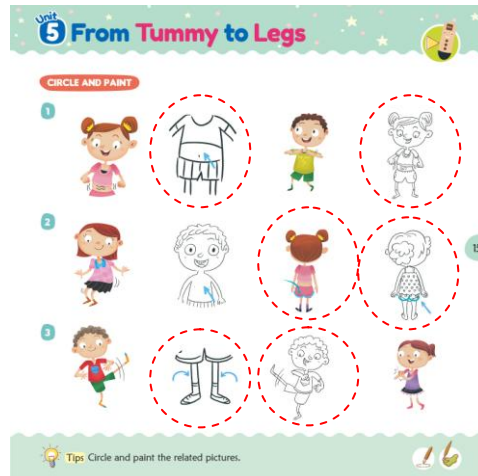 Unit
5 From Tummy to Legs
CIRCLE AND PAINT
1
2
15
3
Tips Circle and paint the related pictures.